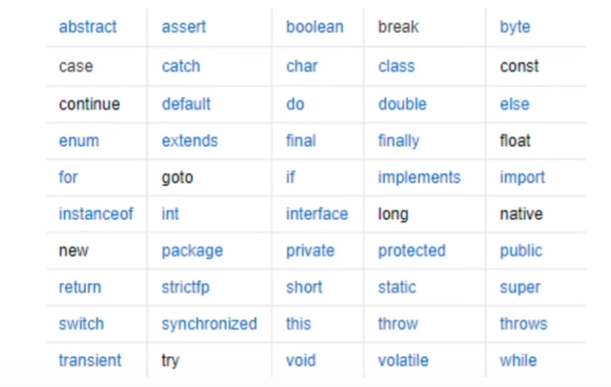 abstract assert boolean break byte
case catch char class const
continue default do double else
enum extends final finally float
for goto if implements import
instanceof int interface long native
new package private protected public
return strictfp short static super
switch synchronized this throw throws
transient try void volatile while